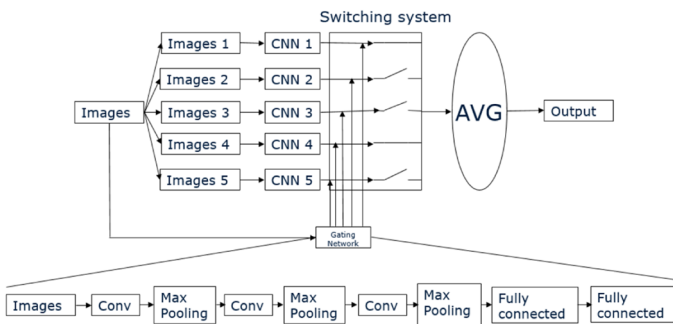 Switching system
Images 1
CNN 1
Images 2
CNN 2
Images
Images 3
CNN 3
AVG
Output
Images 4
CNN 4
Images 5
CNN 5
Gating
Network
Images
Conv
Max
Pooling
Conv
Max
Pooling
Conv
Max
Pooling
Fully
connected
Fully
connected